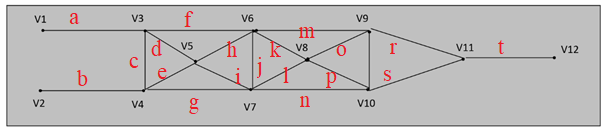 a f m
V1 V3 V6 V9
d h k o r
V5 V8 V11 t V12
c e i j l p s
b
V2 V4 g V7 n V10